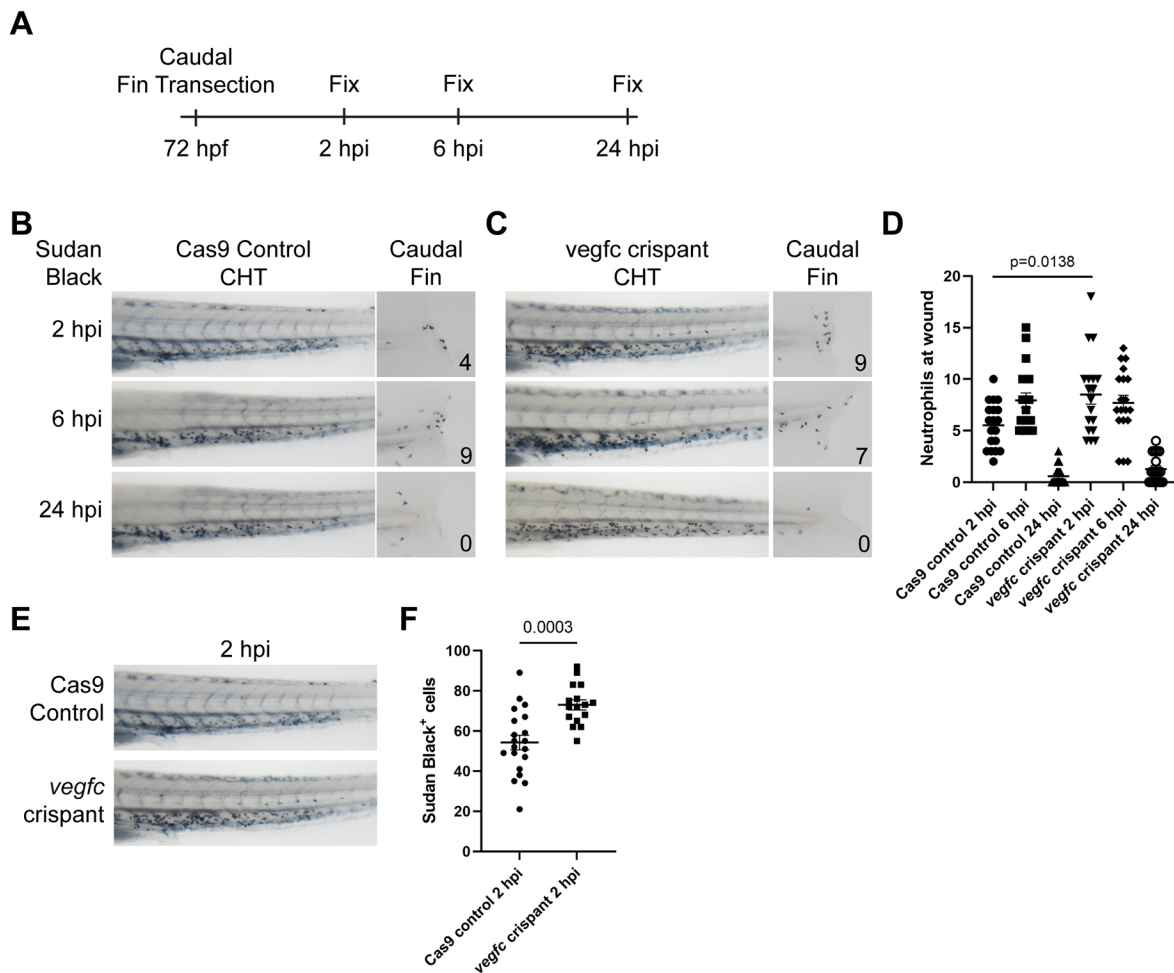 A
Caudal
Fin Transection
Fix
Fix
Fix
72 hpf
2 hpi
6 hpi
24 hpi
B
Sudan
Black
Cas9 Control
CHT
Caudal
Fin
2 hpi
4
6 hpi
9
24 hpi
0
C
vegfc crispant
CHT
Caudal
Fin
9
7
0
D
p=0.0138
Neutrophils at wound
20
15
10
5
0
Cas9 control 2 hpi
Cas9 control 6 hpi
Cas9 control 24 hpi
vegfc crispant 2 hpi
vegfc crispant 6 hpi
vegfc crispant 24 hpi
E
2 hpi
Cas9
Control
vegfc
crispant
F
0.0003
Sudan Black⁺ cells
100
80
60
40
20
0
Cas9 control 2 hpi
vegfc crispant 2 hpi